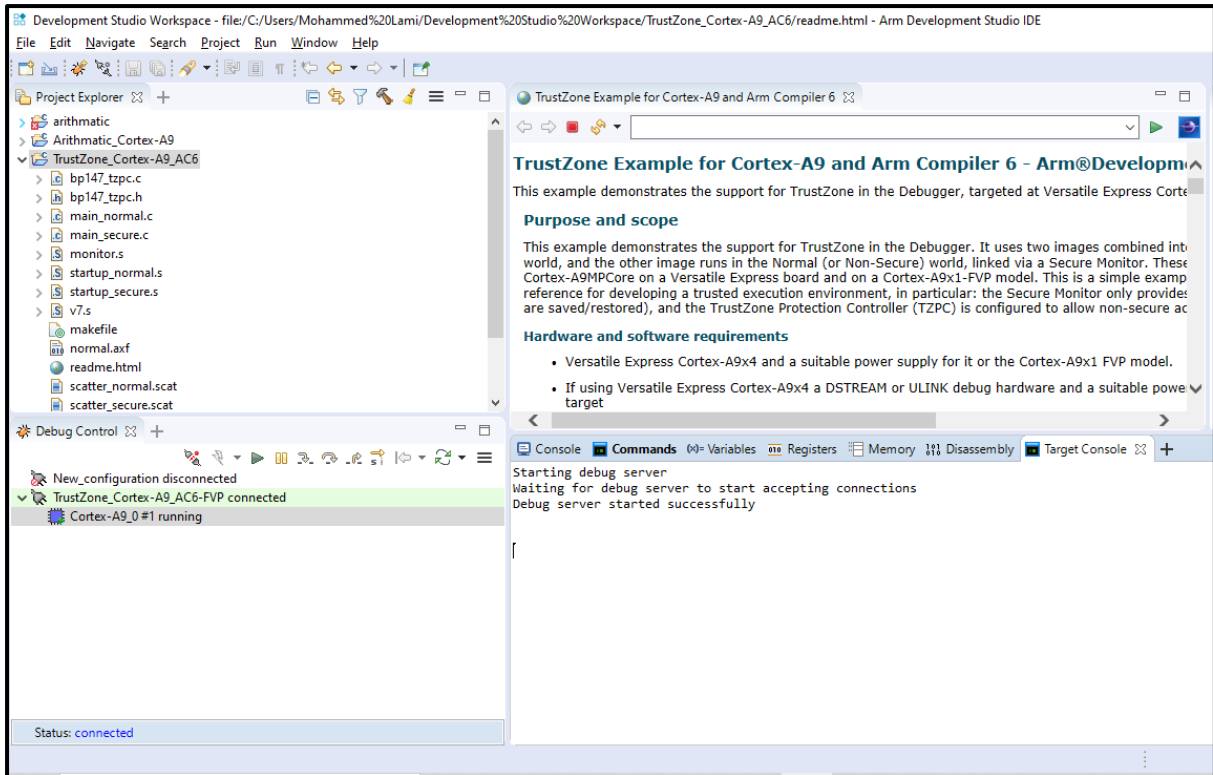 Development Studio Workspace - file:/C:/Users/Mohammed%20Lami/Development%20Studio%20Workspace/TrustZone_Cortex-A9_AC6/readme.html - Arm Development Studio IDE
File Edit Navigate Search Project Run Window Help
Project Explorer
arithmatic
Arithmatic_Cortex-A9
TrustZone_Cortex-A9_AC6
bp147_tzpc.c
bp147_tzpc.h
main_normal.c
main_secure.c
monitor.s
startup_normal.s
startup_secure.s
v7.s
makefile
normal.axf
readme.html
scatter_normal.scat
scatter_secure.scat
TrustZone Example for Cortex-A9 and Arm Compiler 6
TrustZone Example for Cortex-A9 and Arm Compiler 6 - Arm®Developm
This example demonstrates the support for TrustZone in the Debugger, targeted at Versatile Express Corte
Purpose and scope
This example demonstrates the support for TrustZone in the Debugger. It uses two images combined int
world, and the other image runs in the Normal (or Non-Secure) world, linked via a Secure Monitor. These
Cortex-A9MPCore on a Versatile Express board and on a Cortex-A9x1-FVP model. This is a simple examp
reference for developing a trusted execution environment, in particular: the Secure Monitor only provides
are saved/restored), and the TrustZone Protection Controller (TZPC) is configured to allow non-secure ac
Hardware and software requirements
• Versatile Express Cortex-A9x4 and a suitable power supply for it or the Cortex-A9x1 FVP model.
• If using Versatile Express Cortex-A9x4 a DSTREAM or ULINK debug hardware and a suitable powe
target
Debug Control
New_configuration disconnected
TrustZone_Cortex-A9_AC6-FVP connected
Cortex-A9_0 #1 running
Status: connected
Console Commands (x)= Variables Registers Memory Disassembly Target Console
Starting debug server
Waiting for debug server to start accepting connections
Debug server started successfully